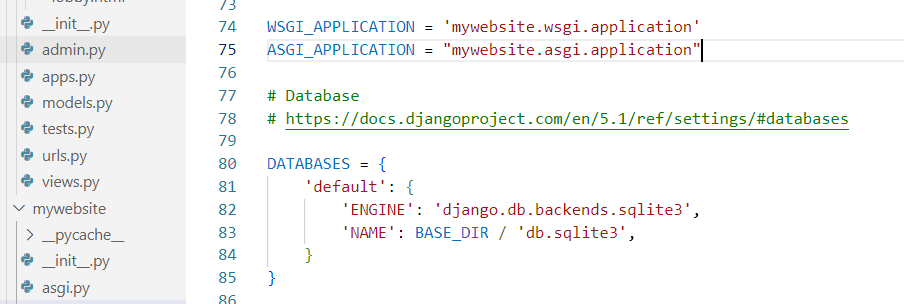 lobby.html
__init__.py
admin.py
apps.py
models.py
tests.py
urls.py
views.py
mywebsite
__pycache__
__init__.py
asgi.py
73
74 WSGI_APPLICATION = 'mywebsite.wsgi.application'
75 ASGI_APPLICATION = "mywebsite.asgi.application"
76
77 # Database
78 # https://docs.djangoproject.com/en/5.1/ref/settings/#databases
79
80 DATABASES = {
81     'default': {
82         'ENGINE': 'django.db.backends.sqlite3',
83         'NAME': BASE_DIR / 'db.sqlite3',
84     }
85 }
86